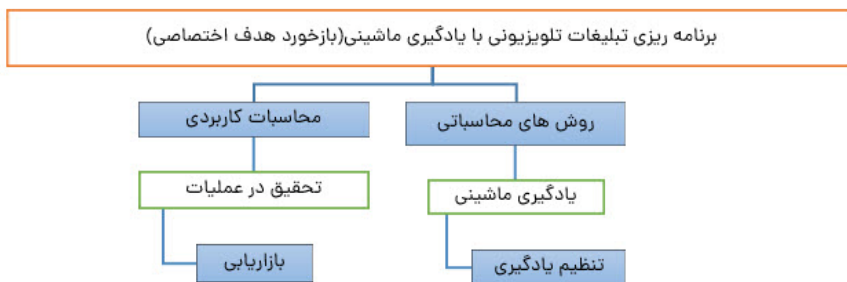 برنامه ریزی تبلیغات تلویزیونی با یادگیری ماشینی(بازخورد هدف اختصاصی)
روش های محاسباتی
محاسبات کاربردی
یادگیری ماشینی
تحقیق در عملیات
تنظیم یادگیری
بازاریابی